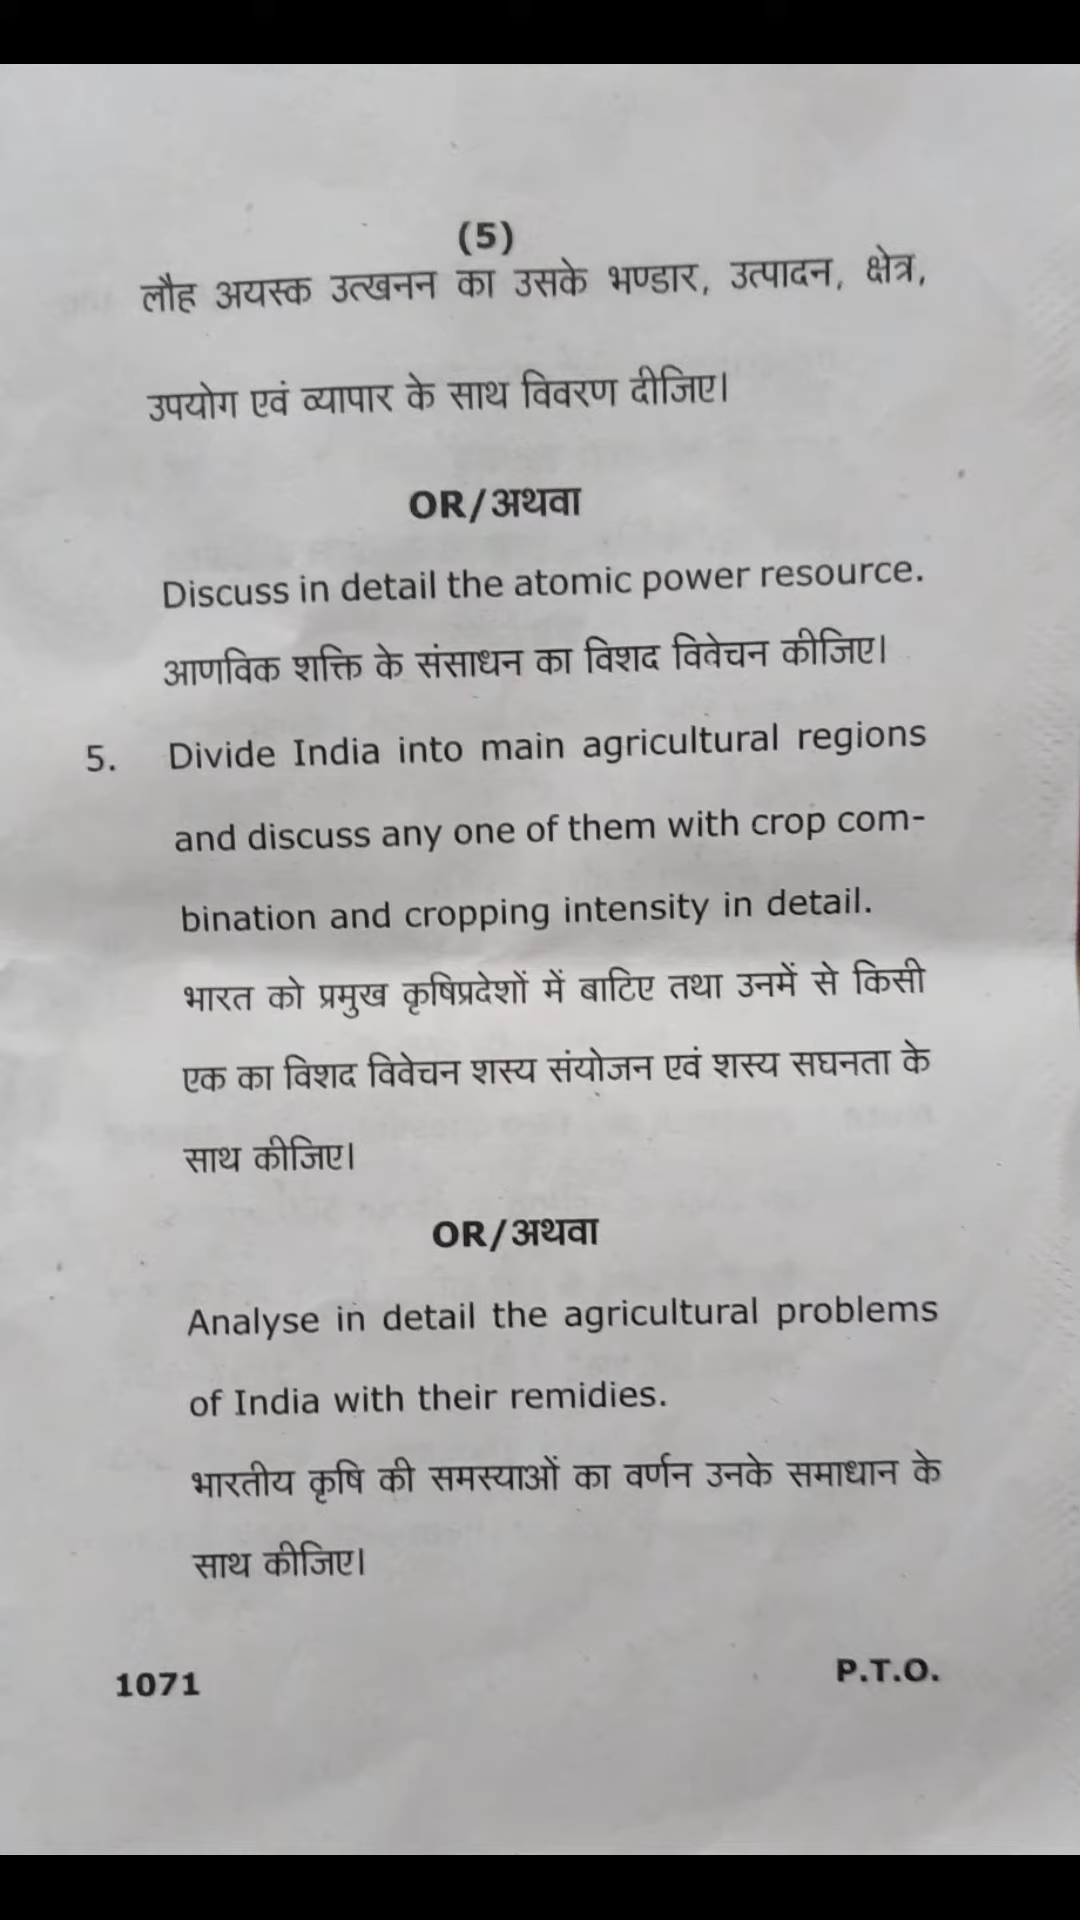 (5)
लौह अयस्क उत्खनन का उसके भण्डार, उत्पादन, क्षेत्र,
उपयोग एवं व्यापार के साथ विवरण दीजिए।
OR/अथवा
Discuss in detail the atomic power resource.
आणविक शक्ति के संसाधन का विशद विवेचन कीजिए।
5. Divide India into main agricultural regions
and discuss any one of them with crop com-
bination and cropping intensity in detail.
भारत को प्रमुख कृषिप्रदेशों में बाटिए तथा उनमें से किसी
एक का विशद विवेचन शस्य संयोजन एवं शस्य सघनता के
साथ कीजिए।
OR/अथवा
Analyse in detail the agricultural problems
of India with their remidies.
भारतीय कृषि की समस्याओं का वर्णन उनके समाधान के
साथ कीजिए।
1071 P.T.O.